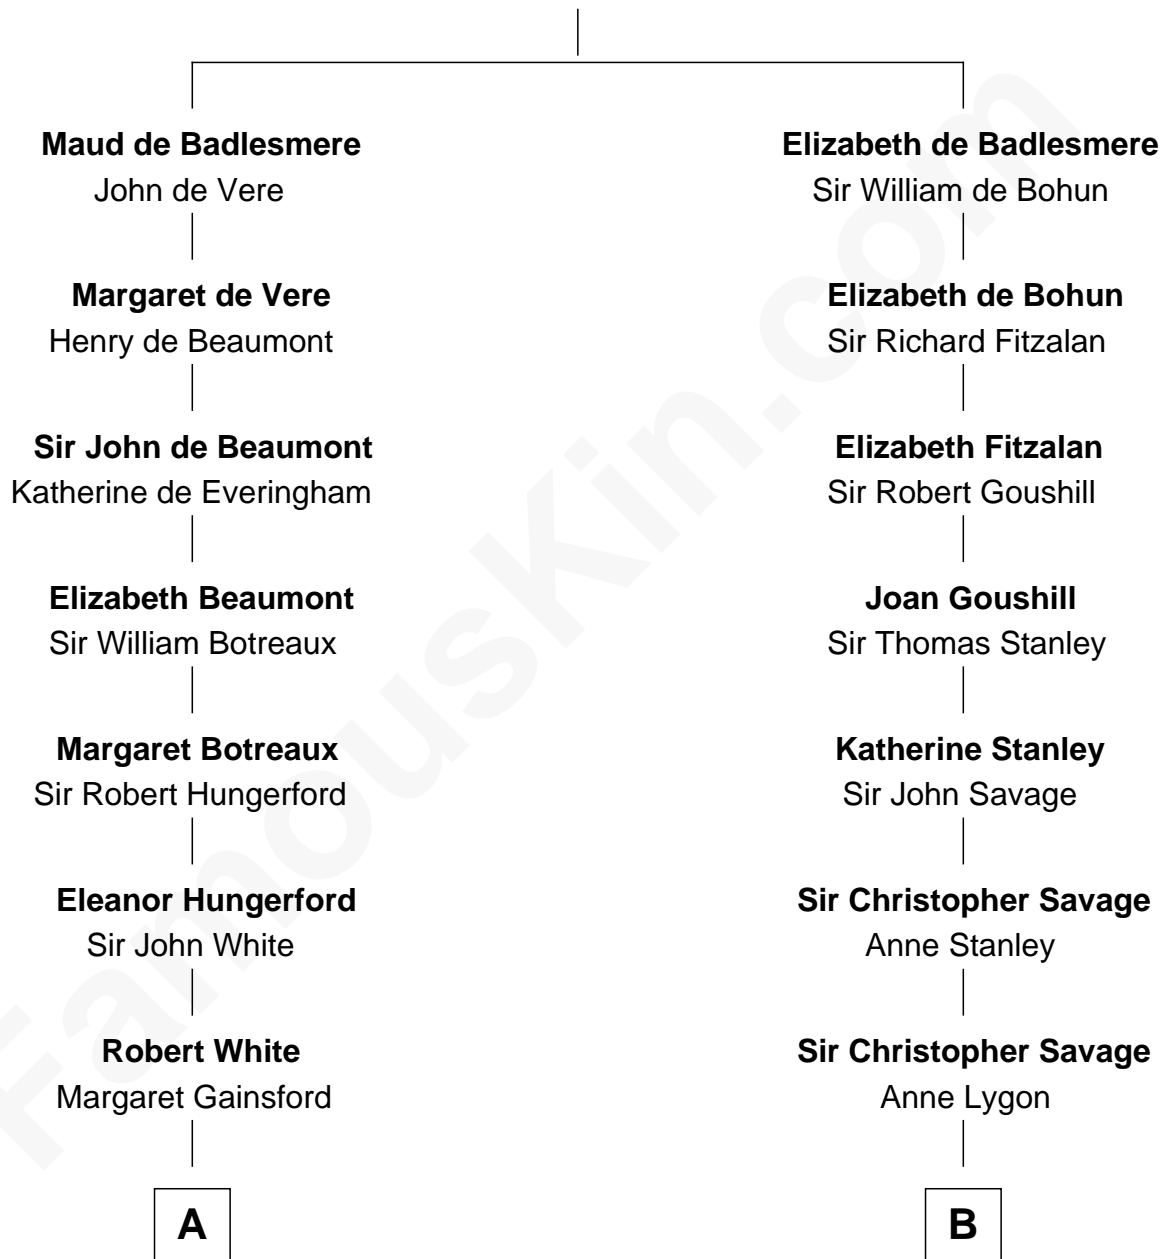 Maud de Badlesmere
John de Vere
Margaret de Vere
Henry de Beaumont
Sir John de Beaumont
Katherine de Everingham
Elizabeth Beaumont
Sir William Botreaux
Margaret Botreaux
Sir Robert Hungerford
Eleanor Hungerford
Sir John White
Robert White
Margaret Gainsford
A
Elizabeth de Badlesmere
Sir William de Bohun
Elizabeth de Bohun
Sir Richard Fitzalan
Elizabeth Fitzalan
Sir Robert Goushill
Joan Goushill
Sir Thomas Stanley
Katherine Stanley
Sir John Savage
Sir Christopher Savage
Anne Stanley
Sir Christopher Savage
Anne Lygon
B
FamousKin.com